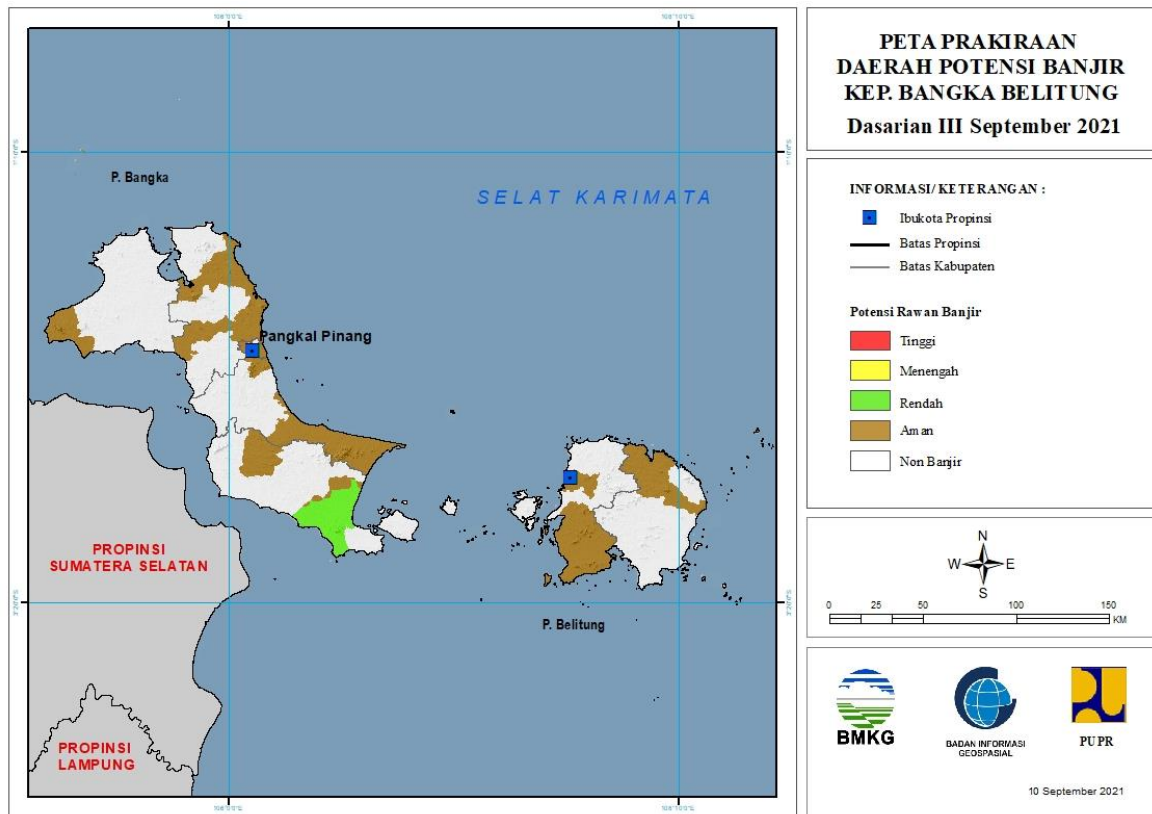 PETA PRAKIRAAN
DAERAH POTENSI BANJIR
KEP. BANGKA BELITUNG
Dasarian III September 2021
P. Bangka
SELAT KARIMATA
Pangkal Pinang
PROPINSI
SUMATERA SELATAN
P. Belitung
PROPINSI
LAMPUNG
INFORMASI/ KETERANGAN :
Ibukota Propinsi
Batas Propinsi
Batas Kabupaten
Potensi Rawan Banjir
Tinggi
Menengah
Rendah
Aman
Non Banjir
N
W E
S
0 25 50 100 150
KM
BMKG
BADAN INFORMASI
GEOSPASIAL
PUPR
10 September 2021